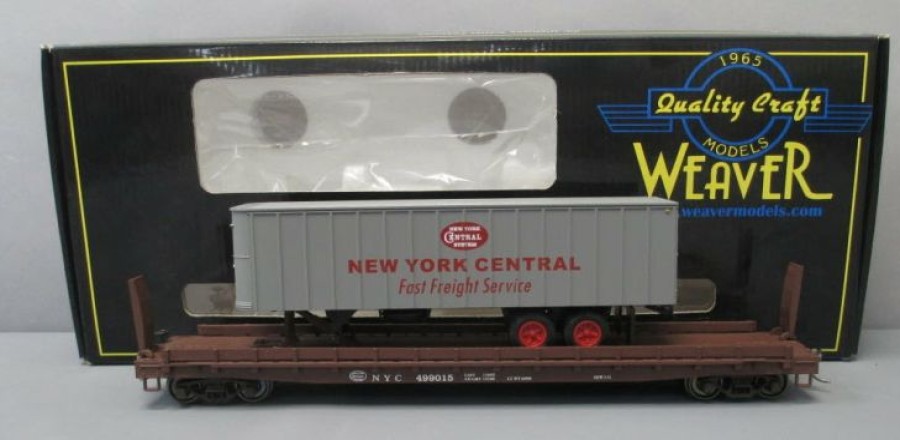 1965
Quality Craft
MODELS
WEAVER
.weavermodels.com
NEW YORK
CENTRAL
SYSTEM
NEW YORK CENTRAL
Fast Freight Service
NYC 499015